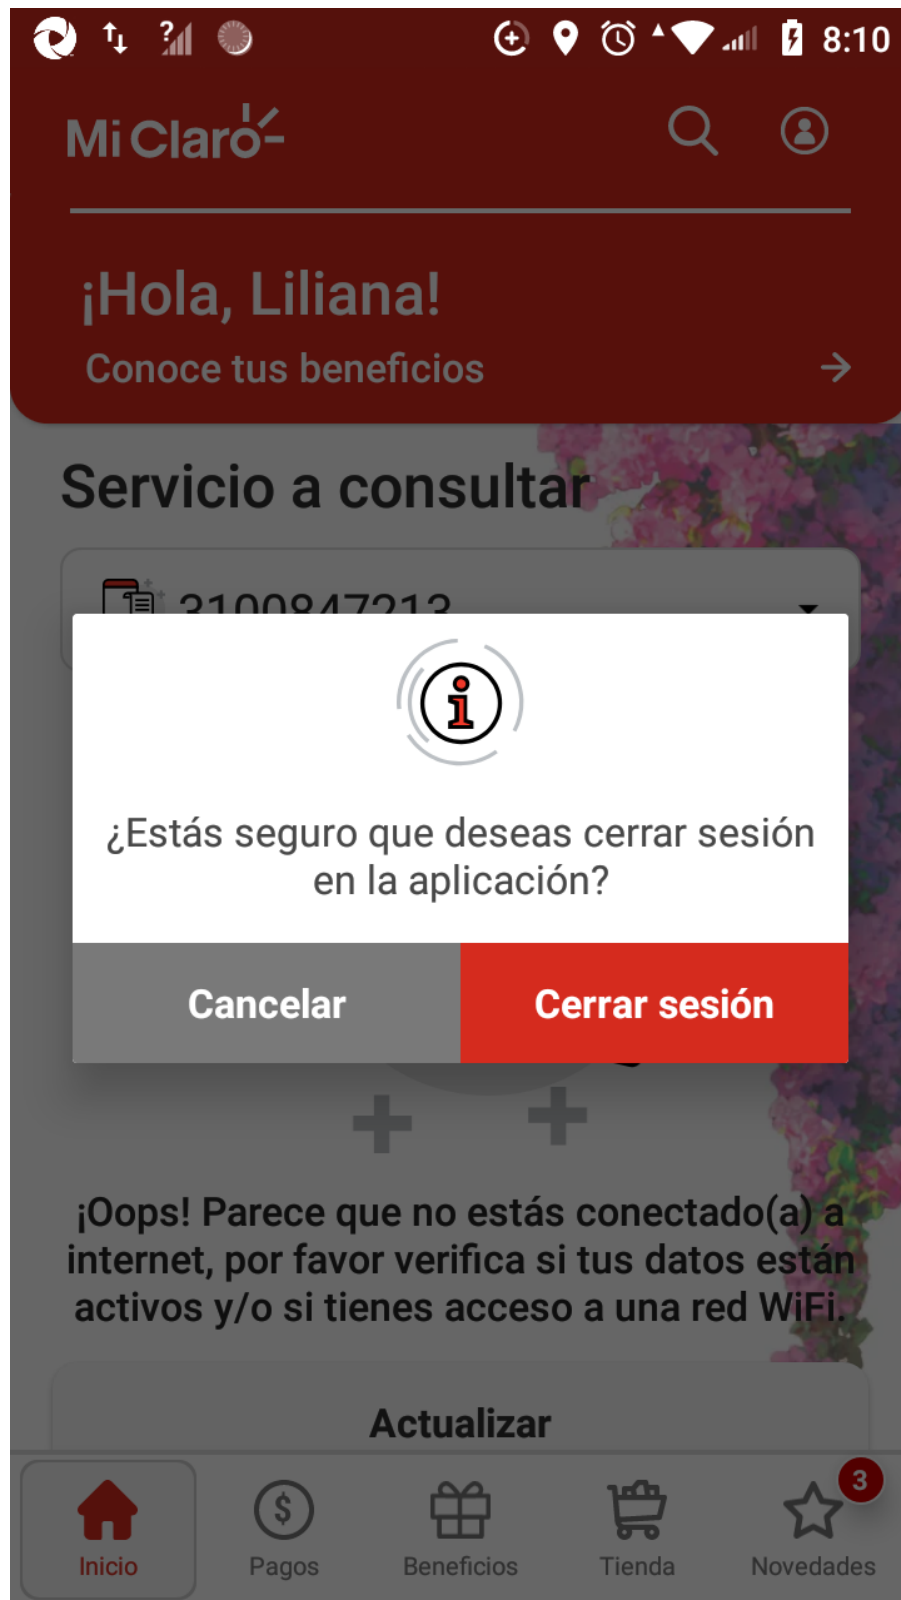 8:10
Mi Claro
¡Hola, Liliana!
Conoce tus beneficios
Servicio a consultar
3100847213
¿Estás seguro que deseas cerrar sesión
en la aplicación?
Cancelar
Cerrar sesión
¡Oops! Parece que no estás conectado(a) a
internet, por favor verifica si tus datos están
activos y/o si tienes acceso a una red WiFi.
Actualizar
3
Inicio
Pagos
Beneficios
Tienda
Novedades